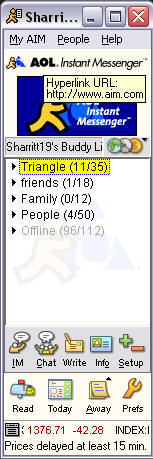 Sharriti...
My AIM People Help
AOL Instant Messenger™
Hyperlink URL:
http://www.aim.com
Instant
Messenger™
Sharritt19's Buddy Li
Triangle (11/35)
friends (1/18)
Family (0/12)
People (4/50)
Offline (96/112)
IM Chat Write Info Setup
Read Today Away Prefs
1376.71 -42.28 INDEX:I
Prices delayed at least 15 min.